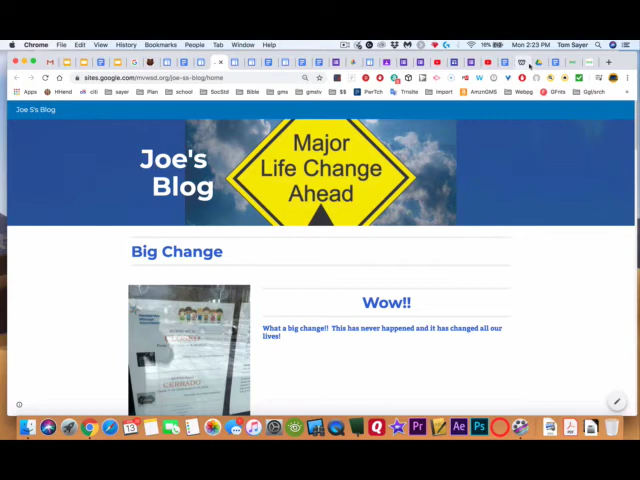 Chrome File Edit View History Bookmarks People Tab Window Help 16% Mon 2:23 PM Tom Sayer
sites.google.com/mvwsd.org/joe-ss-blog/home
Apps HHend citi sayer Plan school SocStd Bible gms gmstv $$ PwrTch Trnsite Import AmznGMS Webpg GFnts Ggl/srch
Joe S's Blog
Joe's
Blog
Major
Life Change
Ahead
Big Change
CERRADO
Wow!!
What a big change!! This has never happened and it has changed all our
lives!